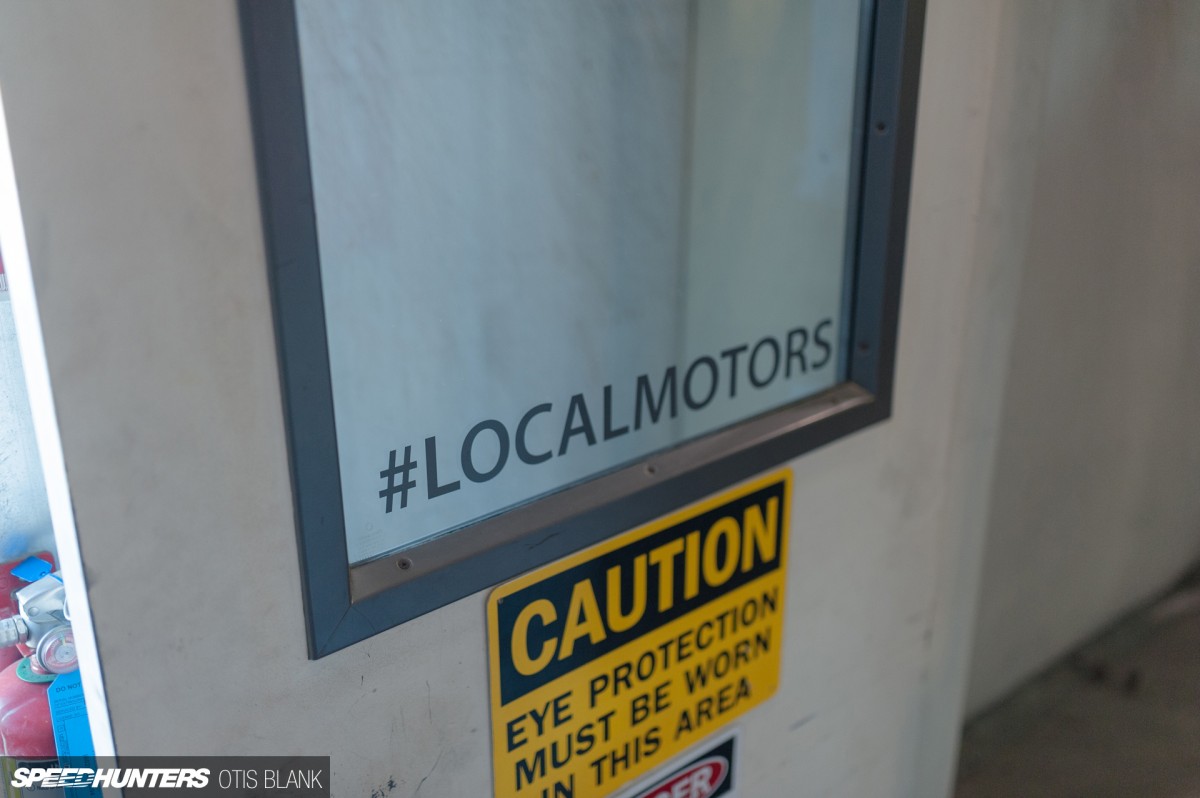 #LOCALMOTORS
CAUTION
EYE PROTECTION
MUST BE WORN
IN THIS AREA
SPEEDHUNTERS OTIS BLANK